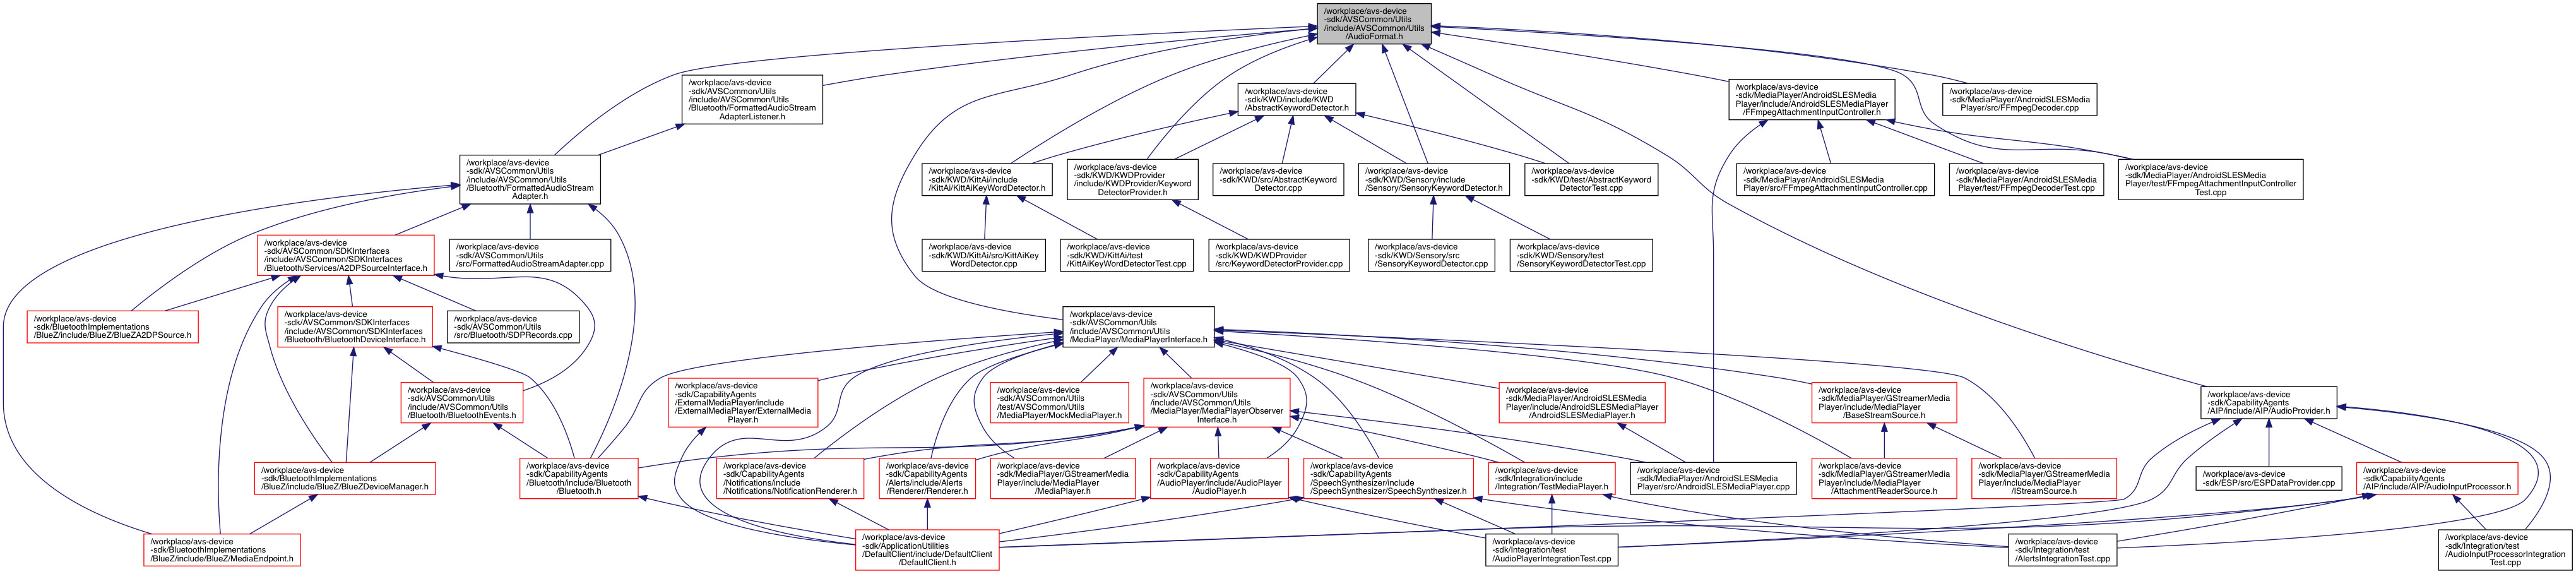 /workplace/avs-device
-sdk/AVSCommon/Utils
/include/AVSCommon/Utils
/AudioFormat.h
/workplace/avs-device
-sdk/AVSCommon/Utils
/include/AVSCommon/Utils
/Bluetooth/FormattedAudioStream
AdapterListener.h
/workplace/avs-device
-sdk/KWD/include/KWD
/AbstractKeywordDetector.h
/workplace/avs-device
-sdk/MediaPlayer/AndroidSLESMedia
Player/include/AndroidSLESMediaPlayer
/FFmpegAttachmentInputController.h
/workplace/avs-device
-sdk/MediaPlayer/AndroidSLESMedia
Player/src/FFmpegDecoder.cpp
/workplace/avs-device
-sdk/AVSCommon/Utils
/include/AVSCommon/Utils
/Bluetooth/FormattedAudioStream
Adapter.h
/workplace/avs-device
-sdk/KWD/KittAi/include
/KittAi/KittAiKeyWordDetector.h
/workplace/avs-device
-sdk/KWD/KWDProvider
/include/KWDProvider/Keyword
DetectorProvider.h
/workplace/avs-device
-sdk/KWD/src/AbstractKeyword
Detector.cpp
/workplace/avs-device
-sdk/KWD/Sensory/include
/Sensory/SensoryKeywordDetector.h
/workplace/avs-device
-sdk/KWD/test/AbstractKeyword
DetectorTest.cpp
/workplace/avs-device
-sdk/MediaPlayer/AndroidSLESMedia
Player/src/FFmpegAttachmentInputController.cpp
/workplace/avs-device
-sdk/MediaPlayer/AndroidSLESMedia
Player/test/FFmpegDecoderTest.cpp
/workplace/avs-device
-sdk/MediaPlayer/AndroidSLESMedia
Player/test/FFmpegAttachmentInputController
Test.cpp
/workplace/avs-device
-sdk/AVSCommon/SDKInterfaces
/include/AVSCommon/SDKInterfaces
/Bluetooth/Services/A2DPSourceInterface.h
/workplace/avs-device
-sdk/AVSCommon/Utils
/src/FormattedAudioStreamAdapter.cpp
/workplace/avs-device
-sdk/KWD/KittAi/src/KittAiKey
WordDetector.cpp
/workplace/avs-device
-sdk/KWD/KittAi/test
/KittAiKeyWordDetectorTest.cpp
/workplace/avs-device
-sdk/KWD/KWDProvider
/src/KeywordDetectorProvider.cpp
/workplace/avs-device
-sdk/KWD/Sensory/src
/SensoryKeywordDetector.cpp
/workplace/avs-device
-sdk/KWD/Sensory/test
/SensoryKeywordDetectorTest.cpp
/workplace/avs-device
-sdk/BluetoothImplementations
/BlueZ/include/BlueZ/BlueZA2DPSource.h
/workplace/avs-device
-sdk/AVSCommon/SDKInterfaces
/include/AVSCommon/SDKInterfaces
/Bluetooth/BluetoothDeviceInterface.h
/workplace/avs-device
-sdk/AVSCommon/Utils
/src/Bluetooth/SDPRecords.cpp
/workplace/avs-device
-sdk/AVSCommon/Utils
/include/AVSCommon/Utils
/MediaPlayer/MediaPlayerInterface.h
/workplace/avs-device
-sdk/AVSCommon/Utils
/include/AVSCommon/Utils
/Bluetooth/BluetoothEvents.h
/workplace/avs-device
-sdk/CapabilityAgents
/ExternalMediaPlayer/include
/ExternalMediaPlayer/ExternalMedia
Player.h
/workplace/avs-device
-sdk/AVSCommon/Utils
/test/AVSCommon/Utils
/MediaPlayer/MockMediaPlayer.h
/workplace/avs-device
-sdk/AVSCommon/Utils
/include/AVSCommon/Utils
/MediaPlayer/MediaPlayerObserver
Interface.h
/workplace/avs-device
-sdk/MediaPlayer/AndroidSLESMedia
Player/include/AndroidSLESMediaPlayer
/AndroidSLESMediaPlayer.h
/workplace/avs-device
-sdk/MediaPlayer/GStreamerMedia
Player/include/MediaPlayer
/BaseStreamSource.h
/workplace/avs-device
-sdk/CapabilityAgents
/AIP/include/AIP/AudioProvider.h
/workplace/avs-device
-sdk/BluetoothImplementations
/BlueZ/include/BlueZ/BlueZDeviceManager.h
/workplace/avs-device
-sdk/CapabilityAgents
/Bluetooth/include/Bluetooth
/Bluetooth.h
/workplace/avs-device
-sdk/CapabilityAgents
/Notifications/include
/Notifications/NotificationRenderer.h
/workplace/avs-device
-sdk/CapabilityAgents
/Alerts/include/Alerts
/Renderer/Renderer.h
/workplace/avs-device
-sdk/MediaPlayer/GStreamerMedia
Player/include/MediaPlayer
/MediaPlayer.h
/workplace/avs-device
-sdk/CapabilityAgents
/AudioPlayer/include/AudioPlayer
/AudioPlayer.h
/workplace/avs-device
-sdk/CapabilityAgents
/SpeechSynthesizer/include
/SpeechSynthesizer/SpeechSynthesizer.h
/workplace/avs-device
-sdk/Integration/include
/Integration/TestMediaPlayer.h
/workplace/avs-device
-sdk/MediaPlayer/AndroidSLESMedia
Player/src/AndroidSLESMediaPlayer.cpp
/workplace/avs-device
-sdk/MediaPlayer/GStreamerMedia
Player/include/MediaPlayer
/AttachmentReaderSource.h
/workplace/avs-device
-sdk/MediaPlayer/GStreamerMedia
Player/include/MediaPlayer
/IStreamSource.h
/workplace/avs-device
-sdk/ESP/src/ESPDataProvider.cpp
/workplace/avs-device
-sdk/CapabilityAgents
/AIP/include/AIP/AudioInputProcessor.h
/workplace/avs-device
-sdk/BluetoothImplementations
/BlueZ/include/BlueZ/MediaEndpoint.h
/workplace/avs-device
-sdk/ApplicationUtilities
/DefaultClient/include/DefaultClient
/DefaultClient.h
/workplace/avs-device
-sdk/Integration/test
/AudioPlayerIntegrationTest.cpp
/workplace/avs-device
-sdk/Integration/test
/AlertsIntegrationTest.cpp
/workplace/avs-device
-sdk/Integration/test
/AudioInputProcessorIntegration
Test.cpp